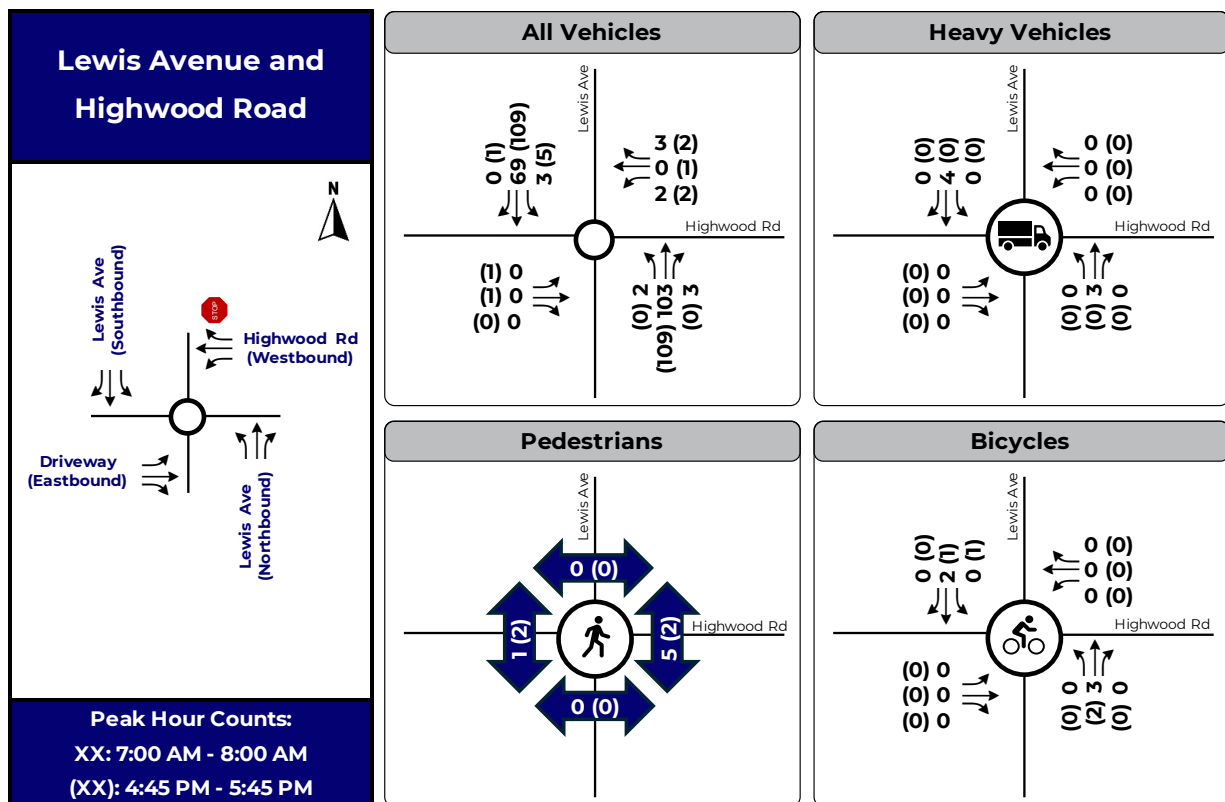 Lewis Avenue and
Highwood Road
N
Lewis Ave
(Southbound)
STOP
Highwood Rd
(Westbound)
Driveway
(Eastbound)
Lewis Ave
(Northbound)
Peak Hour Counts:
XX: 7:00 AM - 8:00 AM
(XX): 4:45 PM - 5:45 PM
All Vehicles
Lewis Ave
0 (1)
69 (109)
3 (5)
3 (2)
0 (1)
2 (2)
Highwood Rd
(1) 0
(1) 0
(0) 0
(0) 2
(109) 103
(0) 3
Heavy Vehicles
Lewis Ave
0 (0)
4 (0)
0 (0)
0 (0)
0 (0)
0 (0)
Highwood Rd
(0) 0
(0) 0
(0) 0
(0) 0
(0) 3
(0) 0
Pedestrians
Lewis Ave
0 (0)
1 (2)
5 (2)
Highwood Rd
0 (0)
Bicycles
Lewis Ave
0 (0)
2 (1)
0 (1)
0 (0)
0 (0)
0 (0)
Highwood Rd
(0) 0
(0) 0
(0) 0
(0) 0
(2) 3
(0) 0